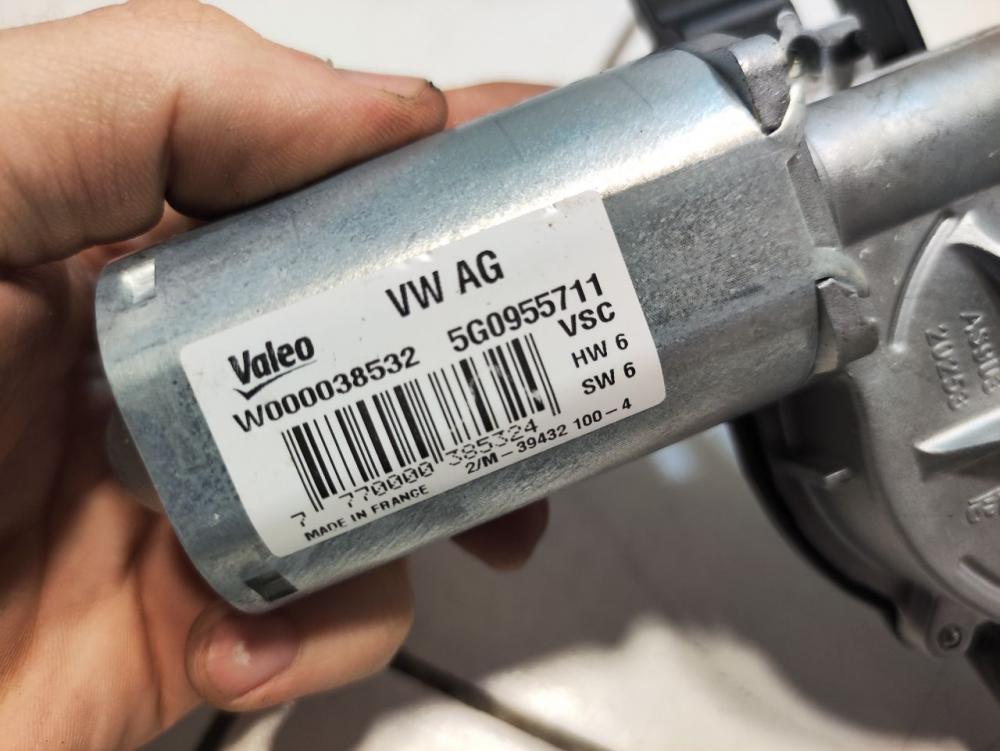 VW AG
Valeo
W000038532 5G0955711
VSC
HW 6
SW 6
7 770000 385324
2/M-39432 100-4
MADE IN FRANCE
20258